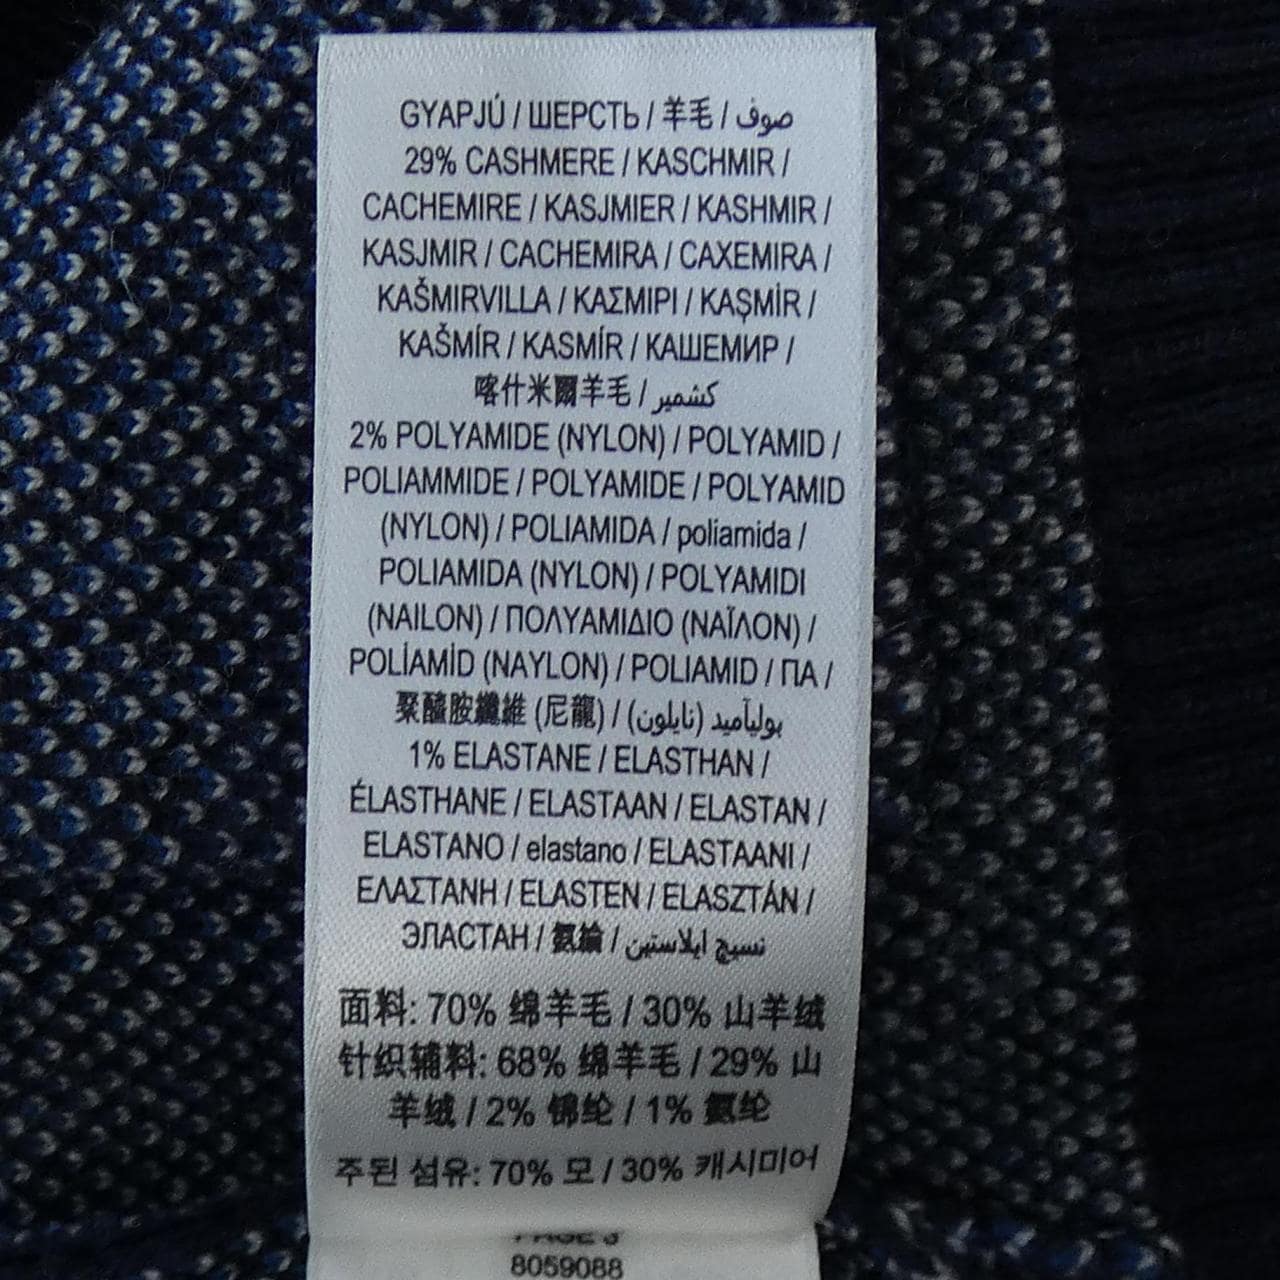 GYAPJÚ / ШЕРСТЬ / 羊毛 / صوف
29% CASHMERE / KASCHMIR /
CACHEMIRE / KASJMIER / KASHMIR /
KASJMIR / CACHEMIRA / CAXEMIRA /
KAŠMIRVILLA / ΚΑΣΜΙΡΙ / KAŞMİR /
KAŠMÍR / KASMÍR / КАШЕМИР /
喀什米爾羊毛 / كشمير
2% POLYAMIDE (NYLON) / POLYAMID /
POLIAMMIDE / POLYAMIDE / POLYAMID
(NYLON) / POLIAMIDA / poliamida /
POLIAMIDA (NYLON) / POLYAMIDI
(NAILON) / ΠΟΛΥΑΜΙΔΙΟ (ΝΑΪΛΟΝ) /
POLİAMİD (NAYLON) / POLIAMID / ПА /
聚醯胺纖維 (尼龍) / بولياميد (نايلون)
1% ELASTANE / ELASTHAN /
ÉLASTHANE / ELASTAAN / ELASTAN /
ELASTANO / elastano / ELASTAANI /
ΕΛΑΣΤΑΝΗ / ELASTEN / ELASZTÁN /
ЭЛАСТАН / 氨綸 / نسيج ايلاستين
面料: 70% 绵羊毛 / 30% 山羊绒
针织辅料: 68% 绵羊毛 / 29% 山
羊绒 / 2% 锦纶 / 1% 氨纶
주된 섬유: 70% 모 / 30% 캐시미어
PAGE 3
8059088